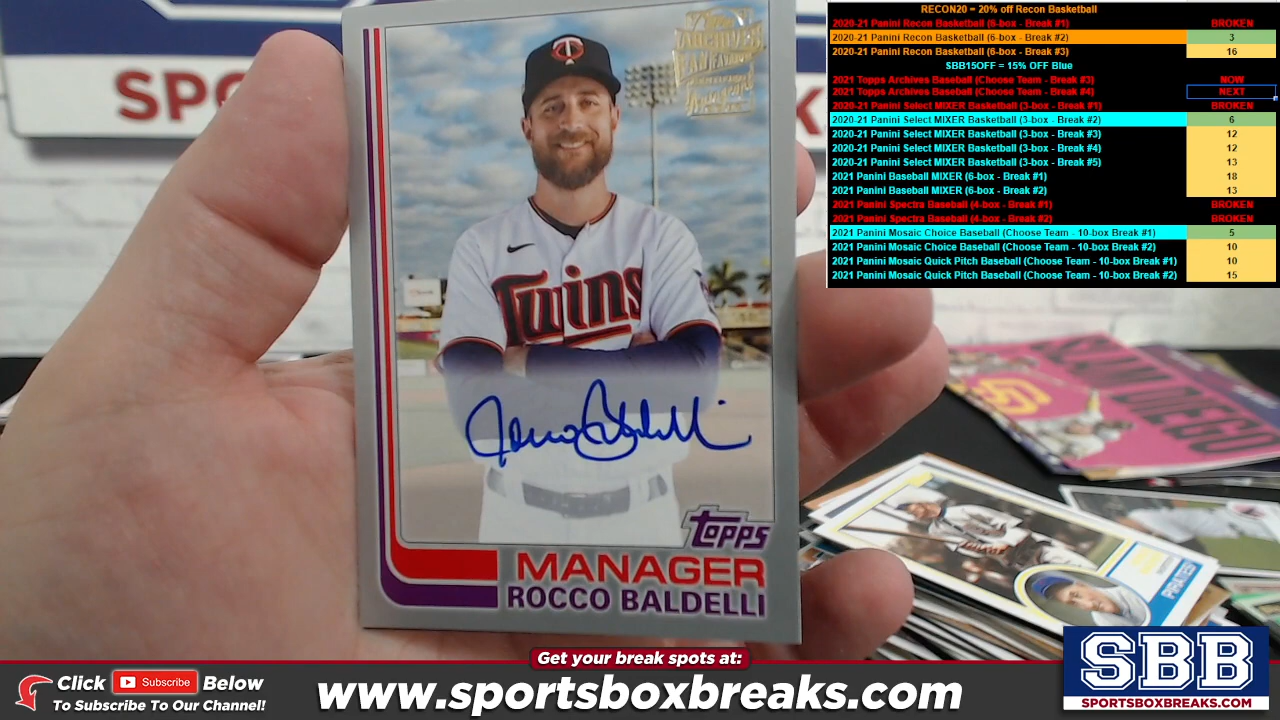 RECON20 = 20% off Recon Basketball
2020-21 Panini Recon Basketball (6-box - Break #1) BROKEN
2020-21 Panini Recon Basketball (6-box - Break #2) 3
2020-21 Panini Recon Basketball (6-box - Break #3) 16
SBB15OFF = 15% OFF Blue
2021 Topps Archives Baseball (Choose Team - Break #3) NOW
2021 Topps Archives Baseball (Choose Team - Break #4) NEXT
2020-21 Panini Select MIXER Basketball (3-box - Break #1) BROKEN
2020-21 Panini Select MIXER Basketball (3-box - Break #2) 6
2020-21 Panini Select MIXER Basketball (3-box - Break #3) 12
2020-21 Panini Select MIXER Basketball (3-box - Break #4) 12
2020-21 Panini Select MIXER Basketball (3-box - Break #5) 13
2021 Panini Baseball MIXER (6-box - Break #1) 18
2021 Panini Baseball MIXER (6-box - Break #2) 13
2021 Panini Spectra Baseball (4-box - Break #1) BROKEN
2021 Panini Spectra Baseball (4-box - Break #2) BROKEN
2021 Panini Mosaic Choice Baseball (Choose Team - 10-box Break #1) 5
2021 Panini Mosaic Choice Baseball (Choose Team - 10-box Break #2) 10
2021 Panini Mosaic Quick Pitch Baseball (Choose Team - 10-box Break #1) 10
2021 Panini Mosaic Quick Pitch Baseball (Choose Team - 10-box Break #2) 15
SPO
ARCHIVES
FAN FAVORITES
Twins
Rocco Baldelli
topps
MANAGER
ROCCO BALDELLI
SAN DIEGO
SD
PIRATES
Get your break spots at:
Click Subscribe Below
To Subscribe To Our Channel!
www.sportsboxbreaks.com
SBB
SPORTSBOXBREAKS.COM